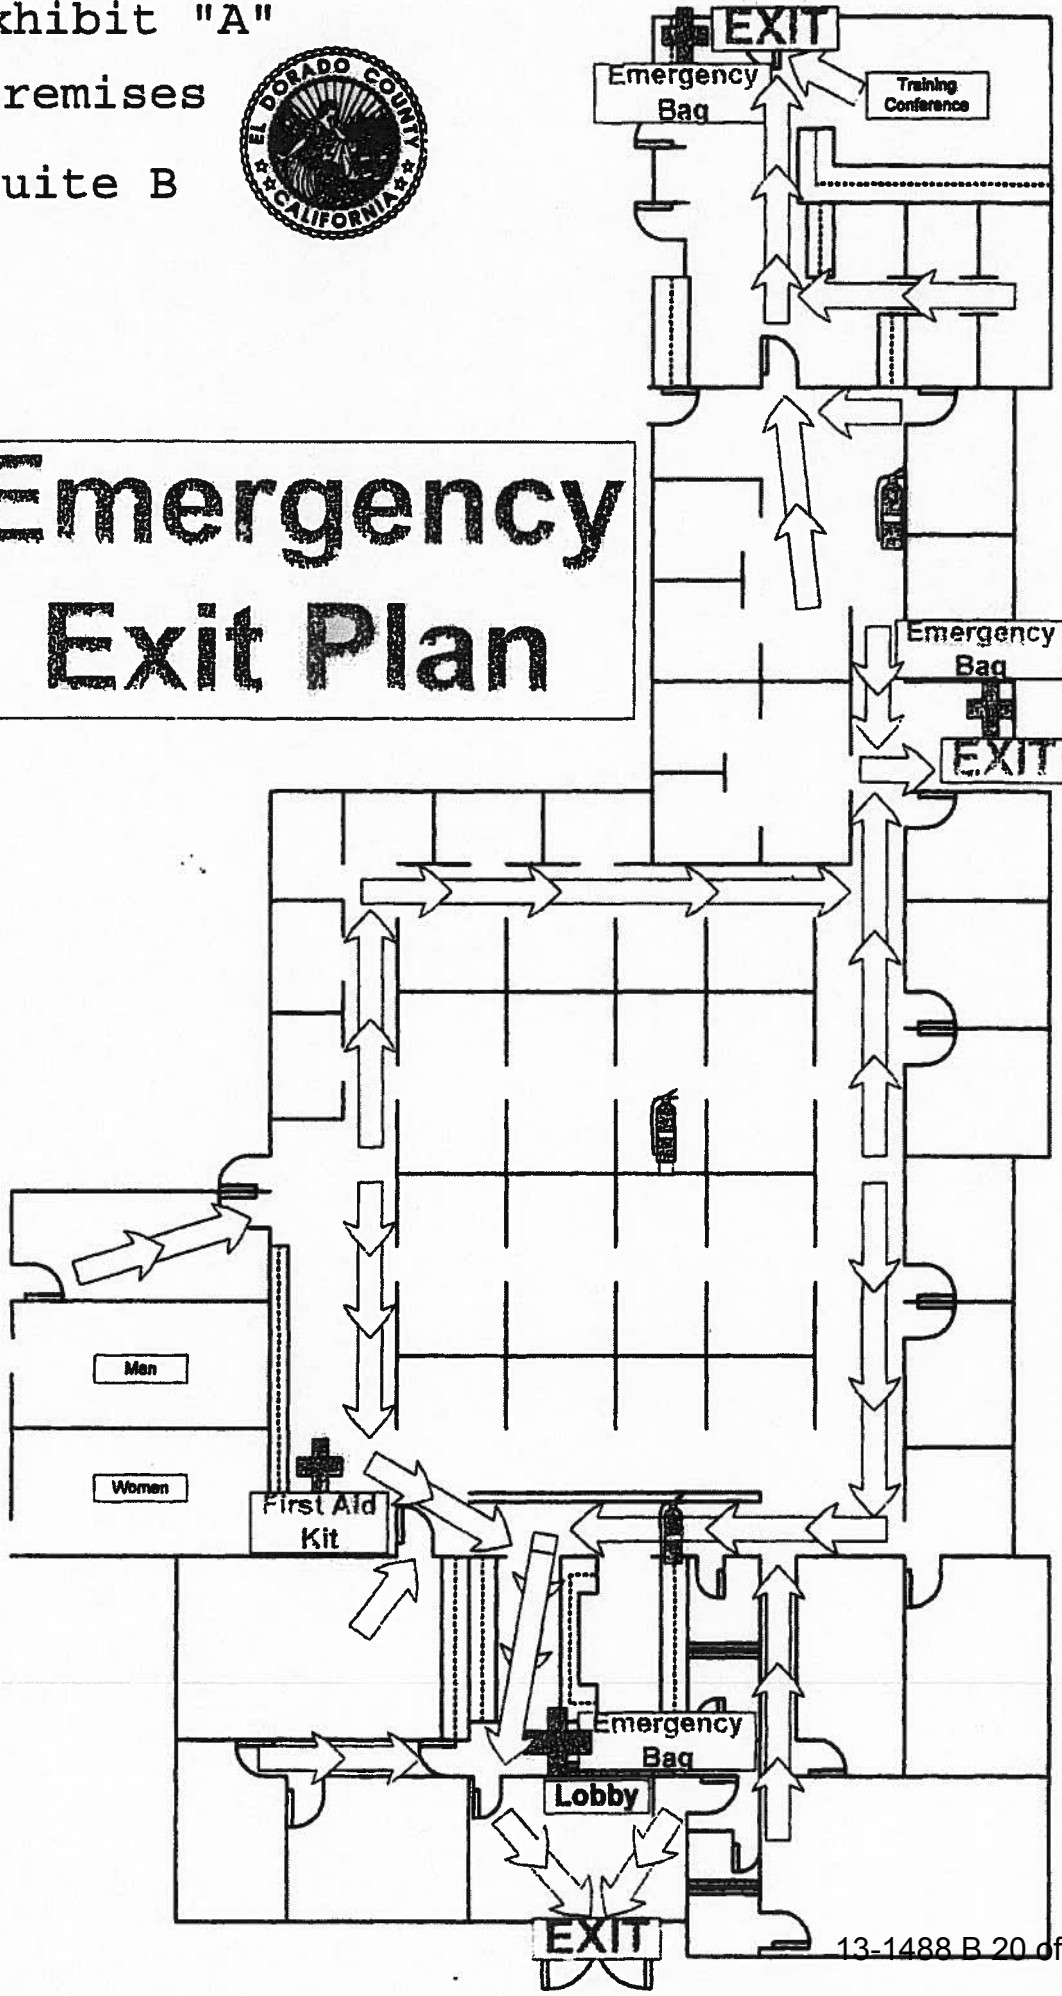 xhibit "A"
remises
uite B
EL DORADO COUNTY
CALIFORNIA
EXIT
Emergency
Bag
Training
Conference
Emergency
Exit Plan
Emergency
Bag
EXIT
Men
Women
First Aid
Kit
Emergency
Bag
Lobby
EXIT
13-1488 B 20 of